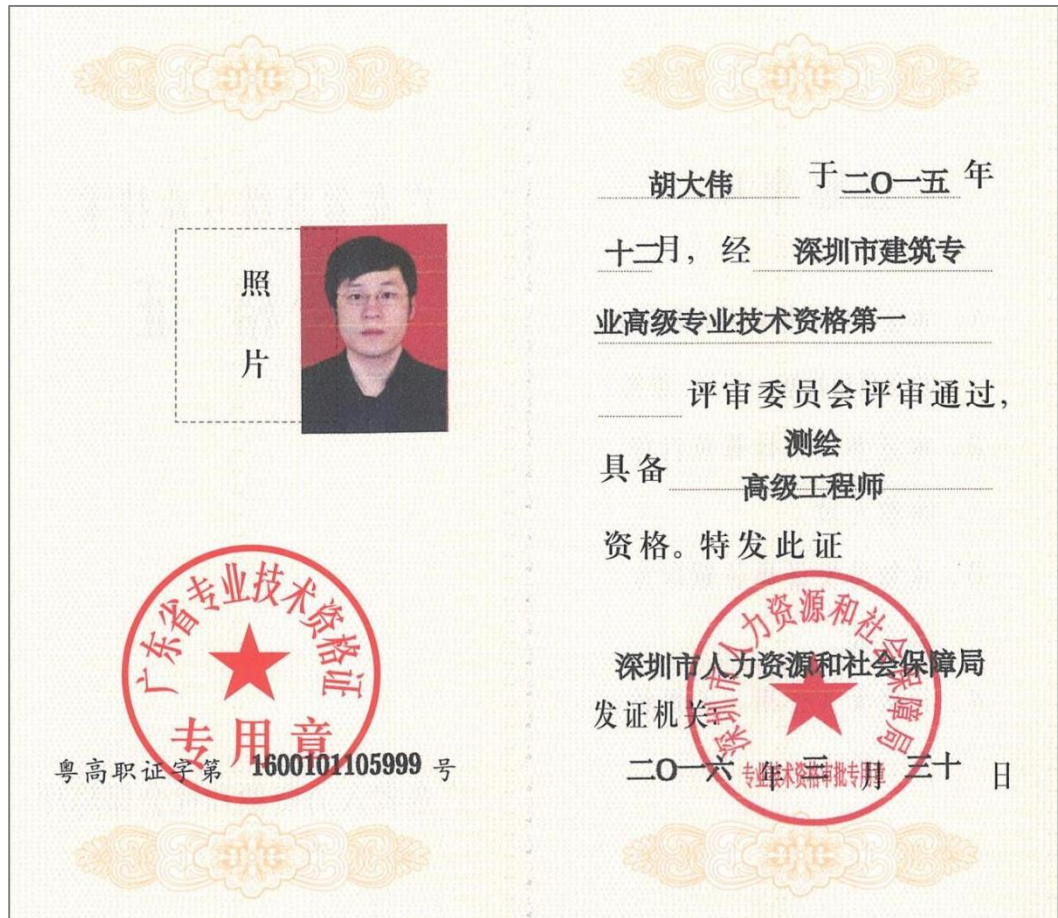 照
片
广东省专业技术资格证
专用章
粤高职证字第 1600101105999 号
胡大伟 于二O一五 年
十二月，经 深圳市建筑专
业高级专业技术资格第一
评审委员会评审通过，
具备 测绘
高级工程师
资格。特发此证
深圳市人力资源和社会保障局
深圳市人力资源和社会保障局
发证机关：
二O一六 年 三 月 三十 日
专业技术资格审批专用章